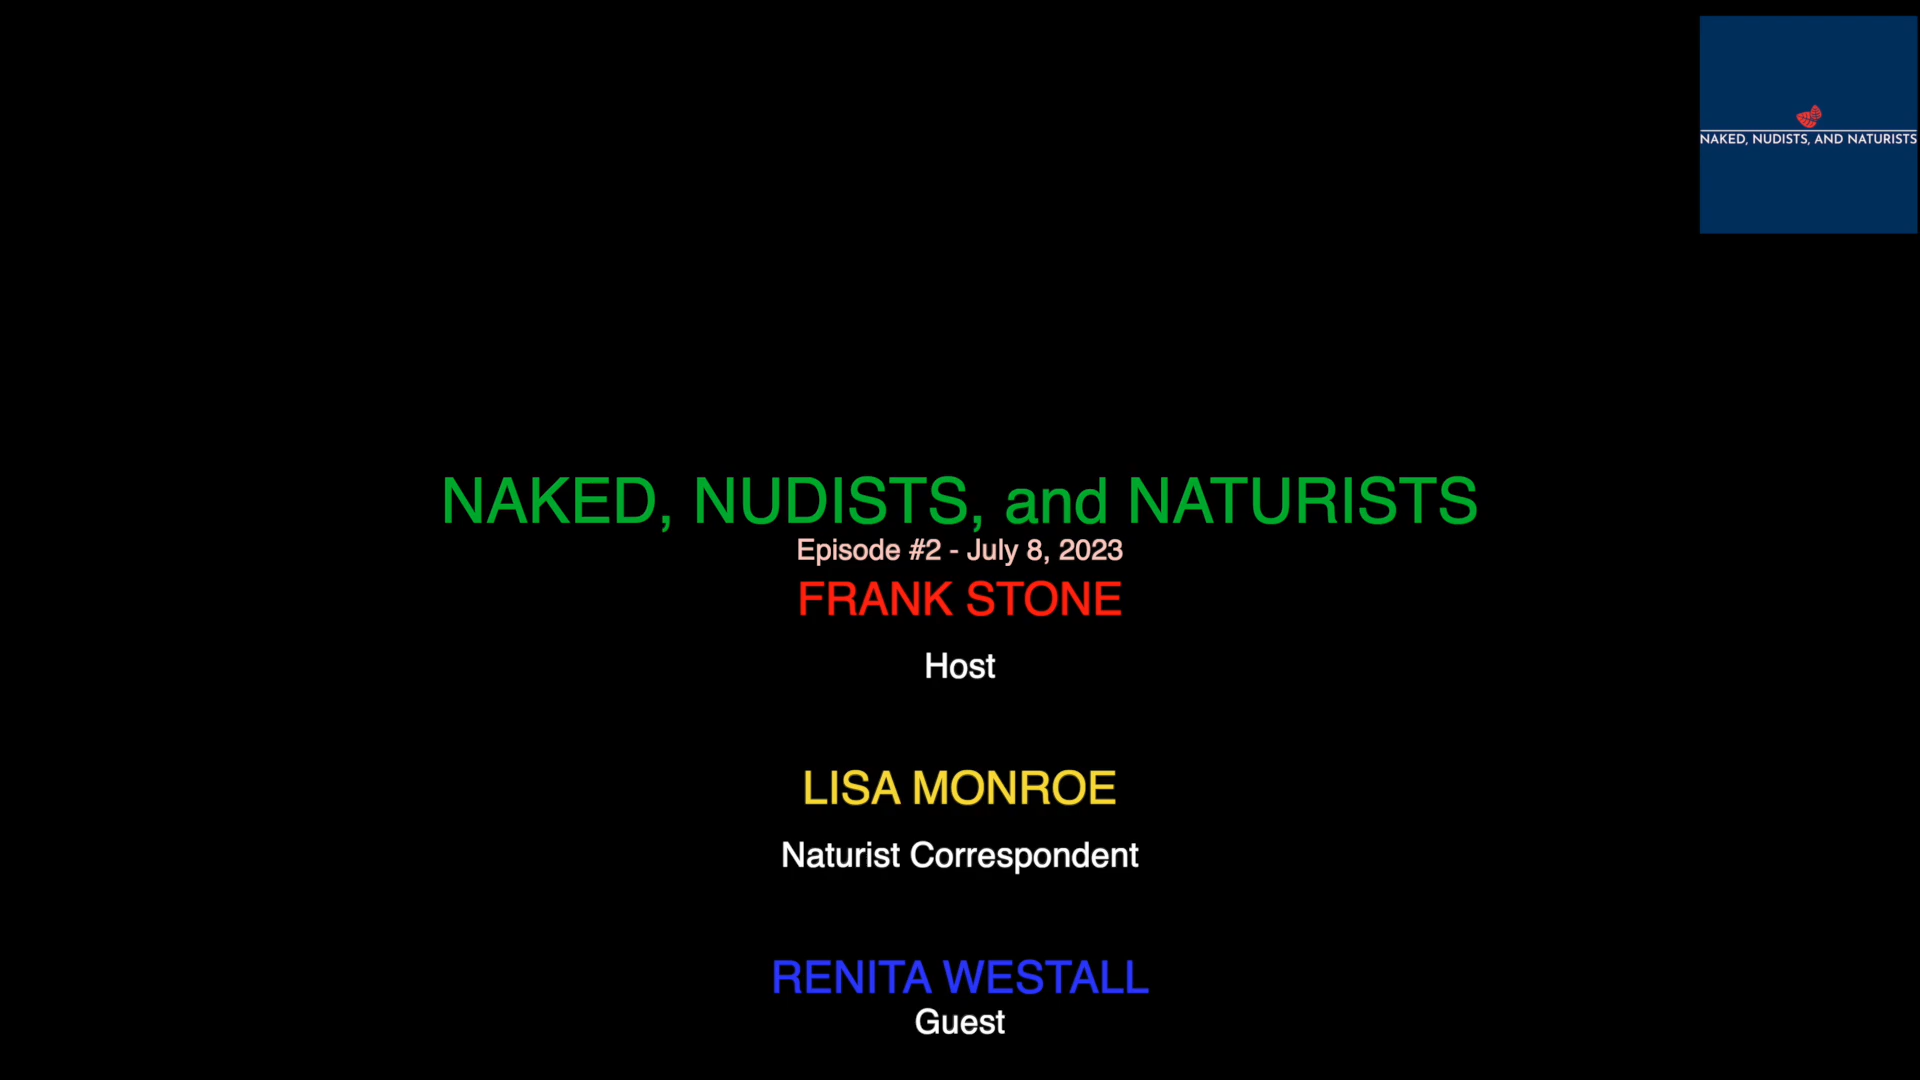 NAKED, NUDISTS, AND NATURISTS
NAKED, NUDISTS, and NATURISTS
Episode #2 - July 8, 2023
FRANK STONE
Host
LISA MONROE
Naturist Correspondent
RENITA WESTALL
Guest